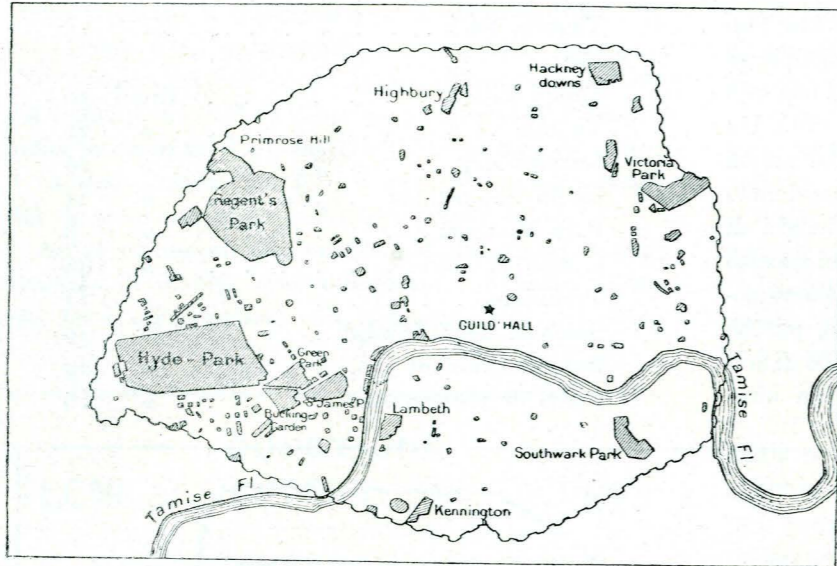 Hackney
downs
Highbury
Primrose Hill
Victoria
Park
Regent's
Park
GUILD'HALL
Hyde-Park
Green
Park
St James P.
Bucking.
Garden
Lambeth
Southwark Park
Kennington
Tamise Fl.
Tamise Fl.